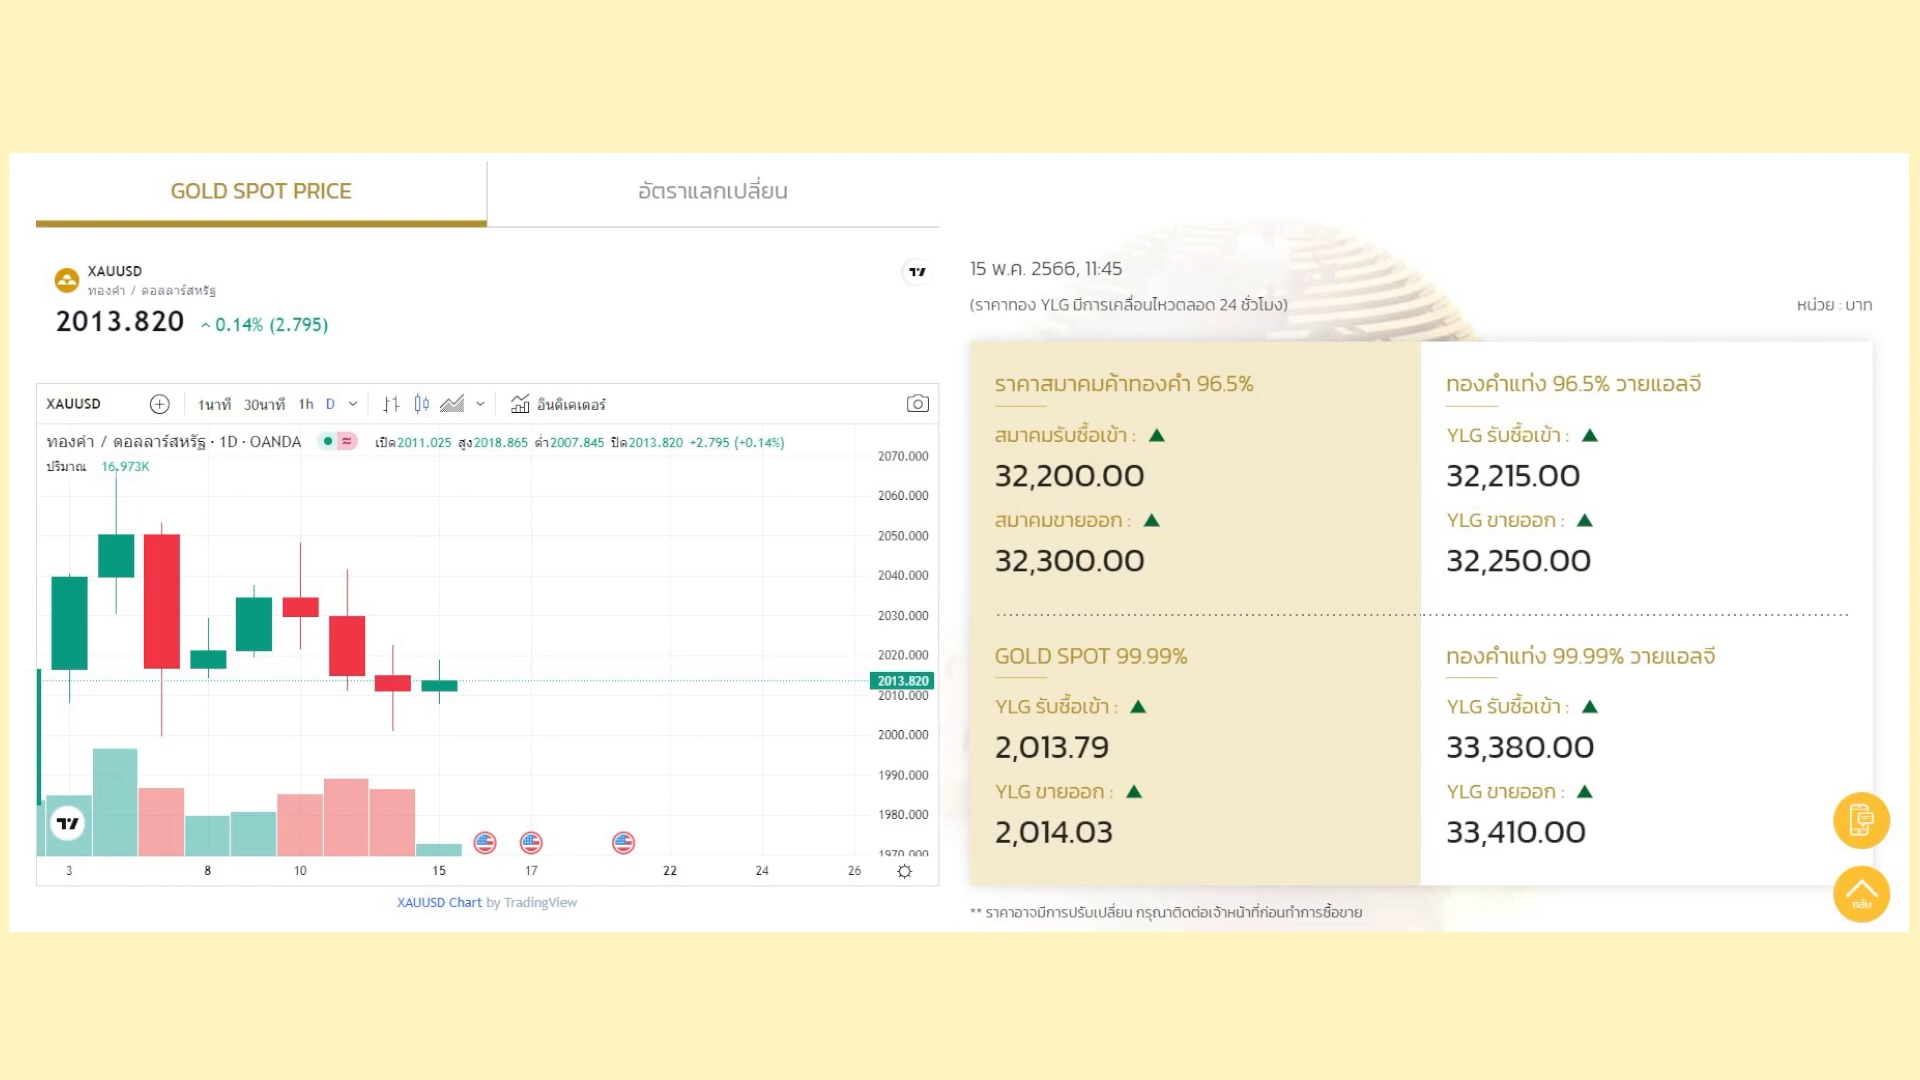 GOLD SPOT PRICE
อัตราแลกเปลี่ยน
XAUUSD
ทองคำ / ดอลลาร์สหรัฐ
2013.820 0.14% (2.795)
XAUUSD 1นาที 30นาที 1h D อินดิเคเตอร์
ทองคำ / ดอลลาร์สหรัฐ · 1D · OANDA เปิด2011.025 สูง2018.865 ต่ำ2007.845 ปิด2013.820 +2.795 (+0.14%)
ปริมาณ 16.973K
2070.000
2060.000
2050.000
2040.000
2030.000
2020.000
2013.820
2010.000
2000.000
1990.000
1980.000
1970.000
3 8 10 15 17 22 24 26
XAUUSD Chart by TradingView
15 พ.ค. 2566, 11:45
(ราคาทอง YLG มีการเคลื่อนไหวตลอด 24 ชั่วโมง)
หน่วย : บาท
ราคาสมาคมค้าทองคำ 96.5%
สมาคมรับซื้อเข้า : ▲
32,200.00
สมาคมขายออก : ▲
32,300.00
ทองคำแท่ง 96.5% วายแอลจี
YLG รับซื้อเข้า : ▲
32,215.00
YLG ขายออก : ▲
32,250.00
GOLD SPOT 99.99%
YLG รับซื้อเข้า : ▲
2,013.79
YLG ขายออก : ▲
2,014.03
ทองคำแท่ง 99.99% วายแอลจี
YLG รับซื้อเข้า : ▲
33,380.00
YLG ขายออก : ▲
33,410.00
กลับ
** ราคาอาจมีการปรับเปลี่ยน กรุณาติดต่อเจ้าหน้าที่ก่อนทำการซื้อขาย